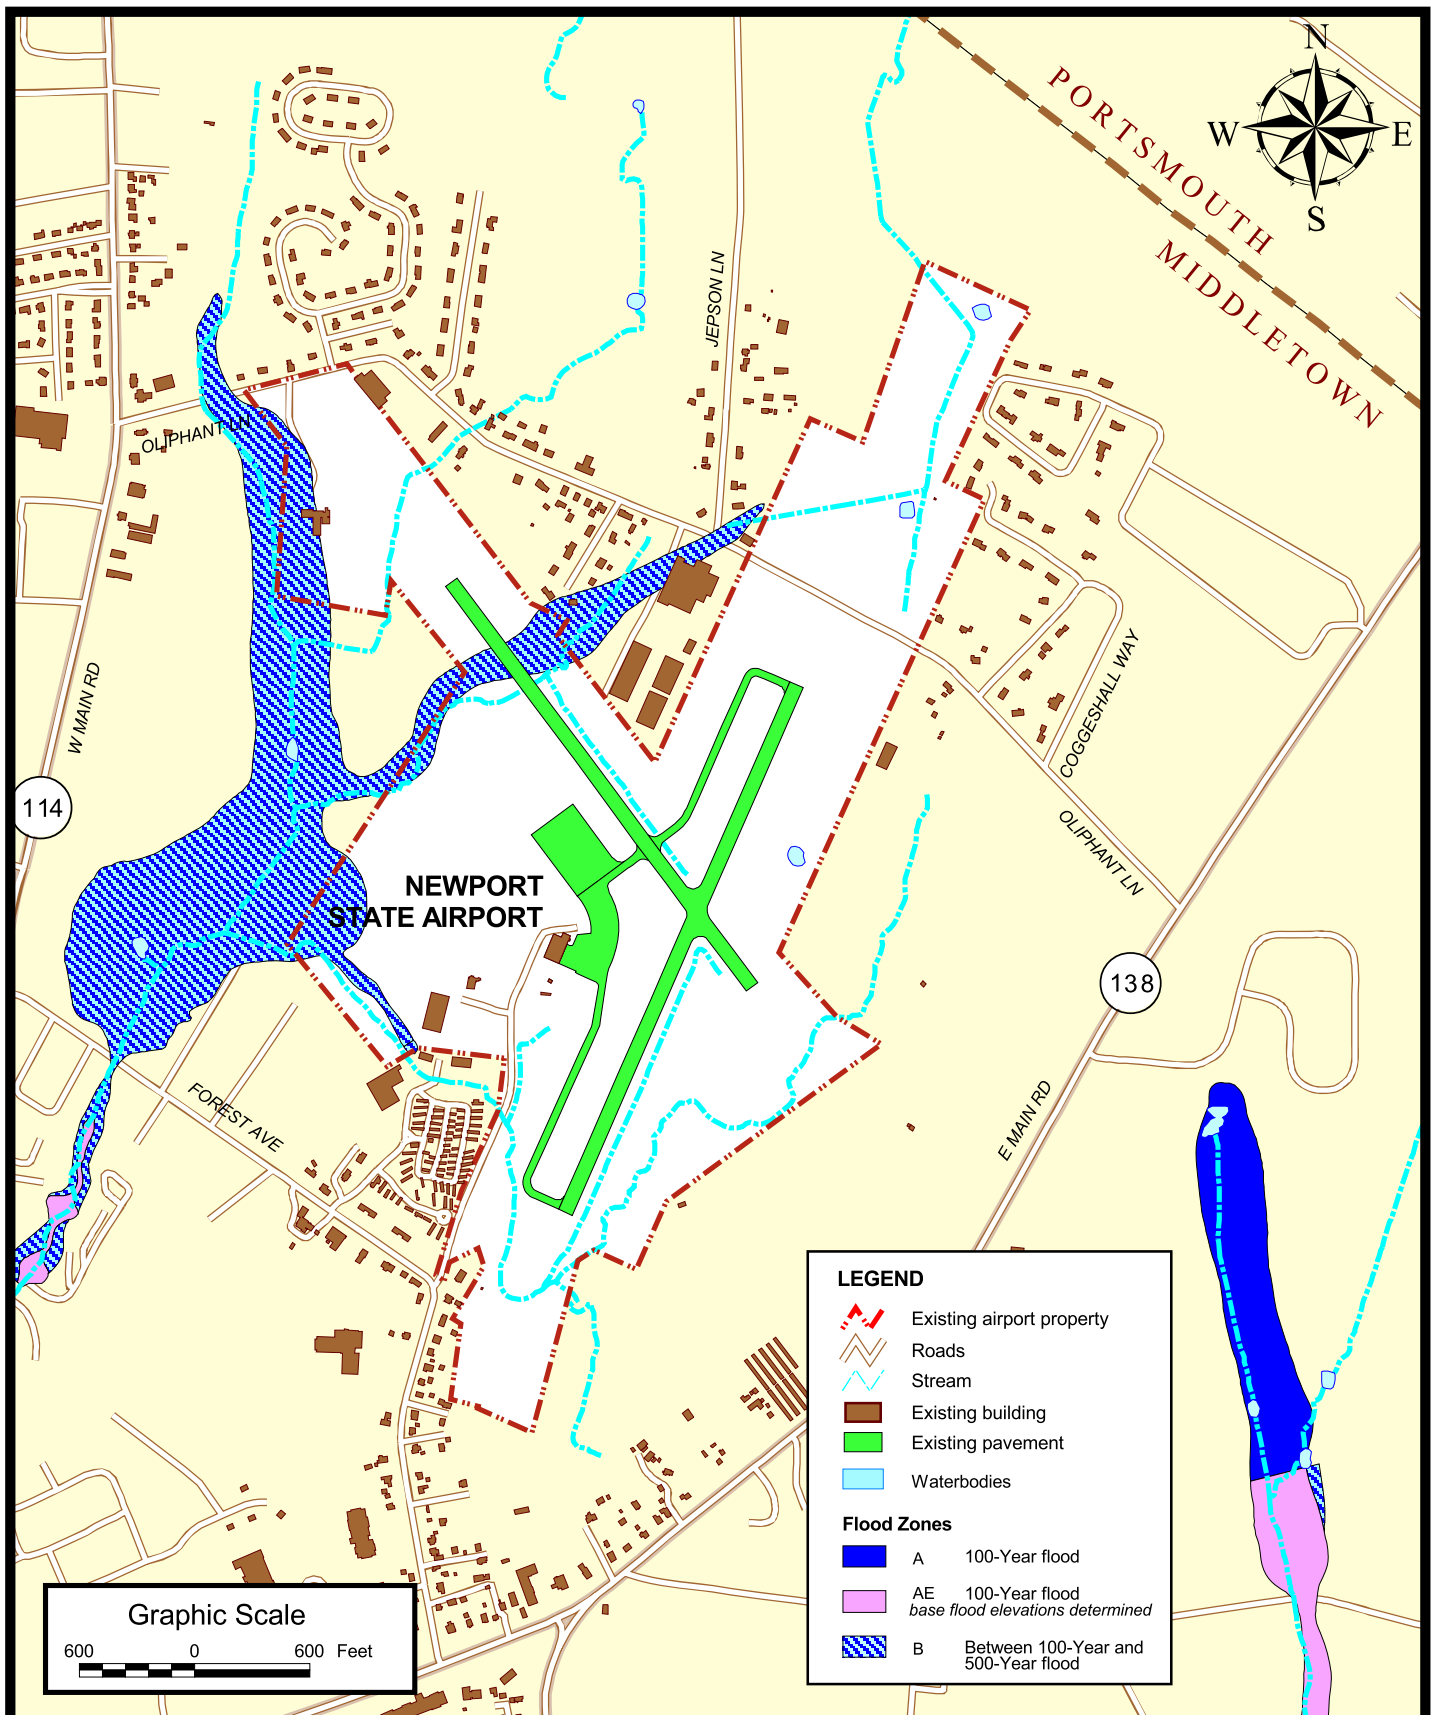 N
W E
S
PORTSMOUTH
MIDDLETOWN
JEPSON LN
OLIPHANT LN
W MAIN RD
COGGESHALL WAY
114
OLIPHANT LN
NEWPORT
STATE AIRPORT
138
E MAIN RD
FOREST AVE
LEGEND
Existing airport property
Roads
Stream
Existing building
Existing pavement
Waterbodies
Flood Zones
A 100-Year flood
AE 100-Year flood
base flood elevations determined
B Between 100-Year and
500-Year flood
Graphic Scale
600 0 600 Feet